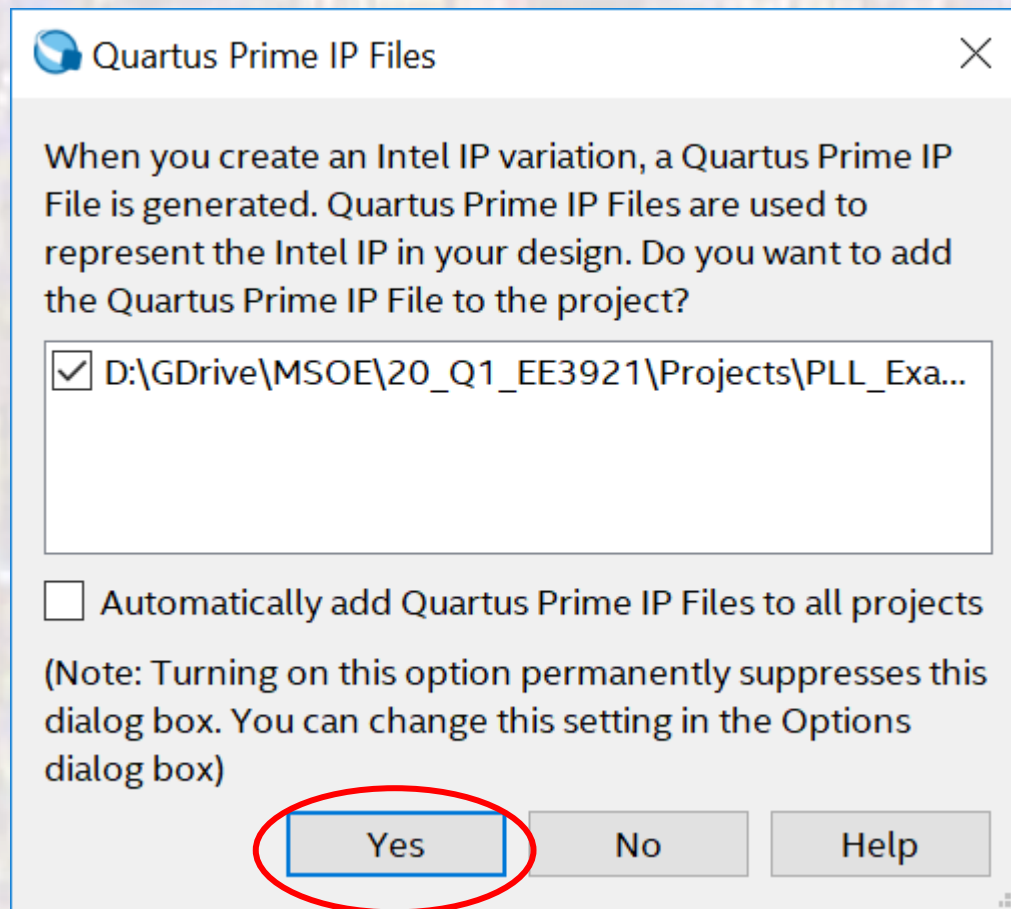 Quartus Prime IP Files
When you create an Intel IP variation, a Quartus Prime IP
File is generated. Quartus Prime IP Files are used to
represent the Intel IP in your design. Do you want to add
the Quartus Prime IP File to the project?
D:\GDrive\MSOE\20_Q1_EE3921\Projects\PLL_Exa...
Automatically add Quartus Prime IP Files to all projects
(Note: Turning on this option permanently suppresses this
dialog box. You can change this setting in the Options
dialog box)
Yes No Help